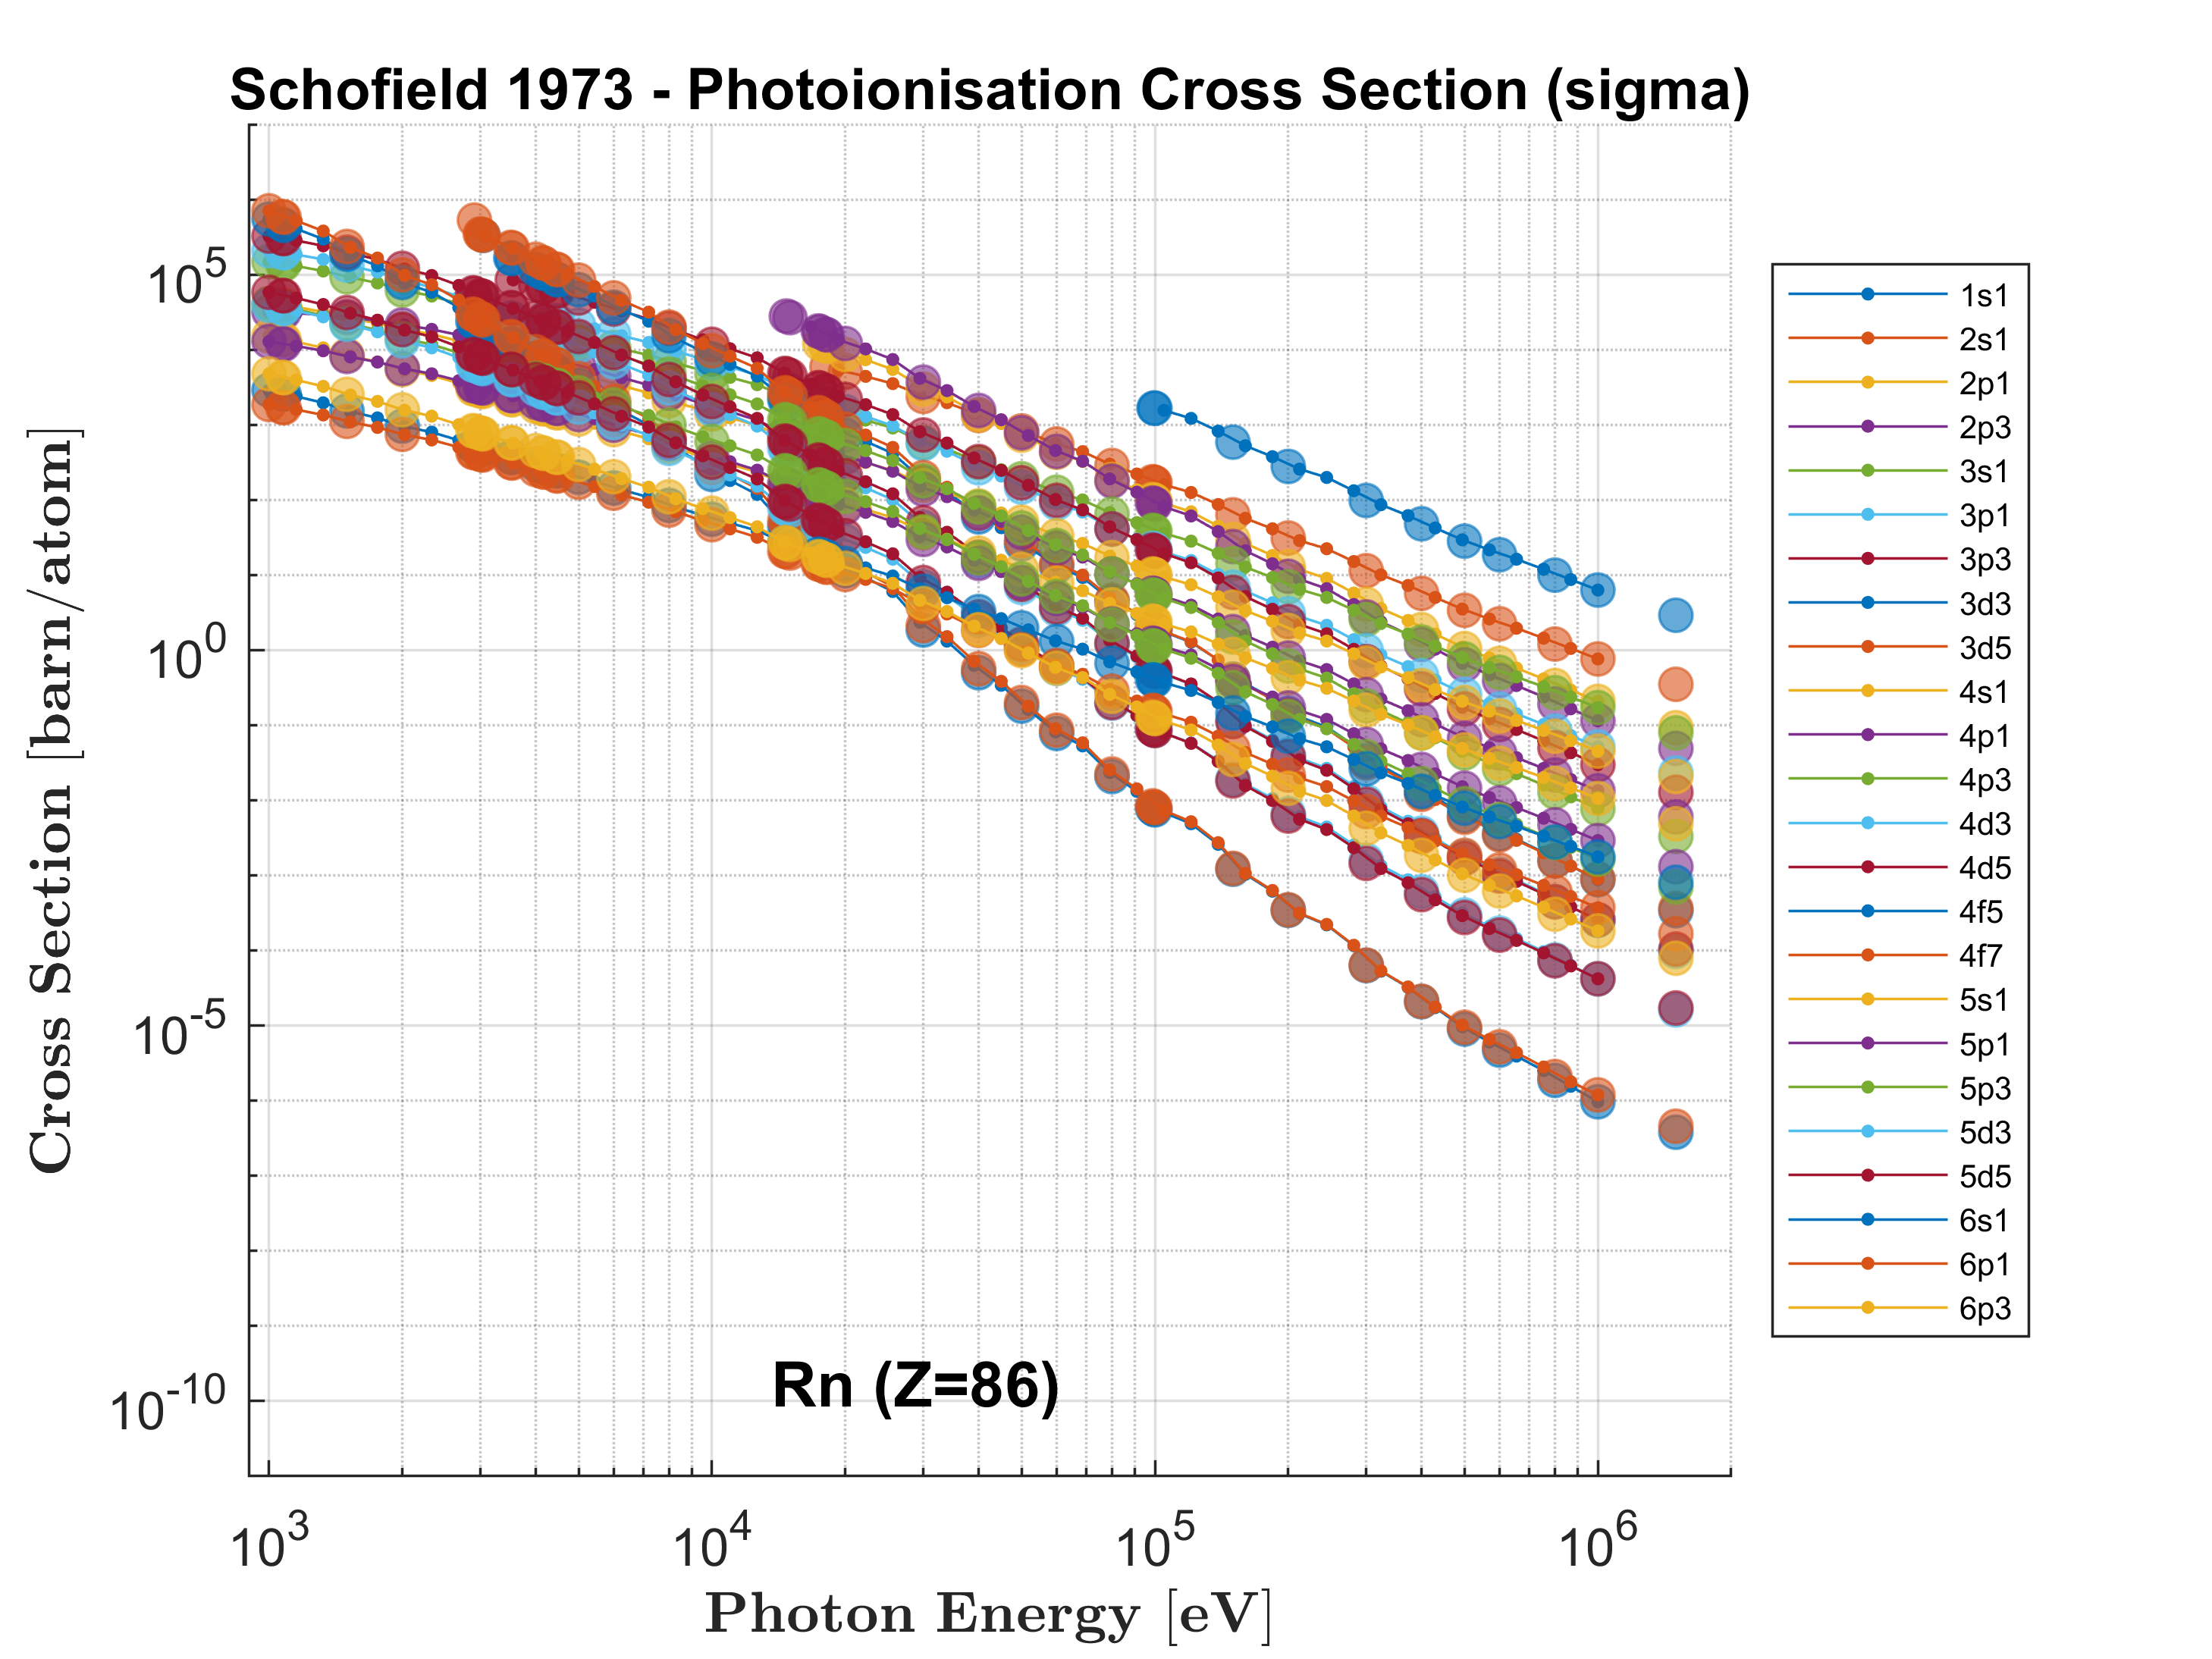 Schofield 1973 - Photoionisation Cross Section (sigma)
Cross Section [barn/atom]
10^5
10^0
10^-5
10^-10
Rn (Z=86)
10^3 10^4 10^5 10^6
Photon Energy [eV]
1s1
2s1
2p1
2p3
3s1
3p1
3p3
3d3
3d5
4s1
4p1
4p3
4d3
4d5
4f5
4f7
5s1
5p1
5p3
5d3
5d5
6s1
6p1
6p3